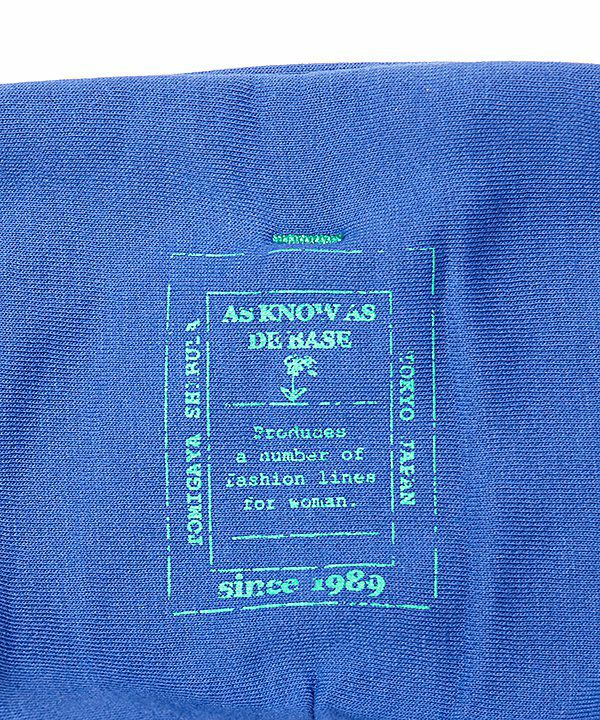 AS KNOW AS
DE BASE
Produces
a number of
fashion lines
for woman.
since 1989
TOMIGAYA SHIBUYA
TOKYO JAPAN